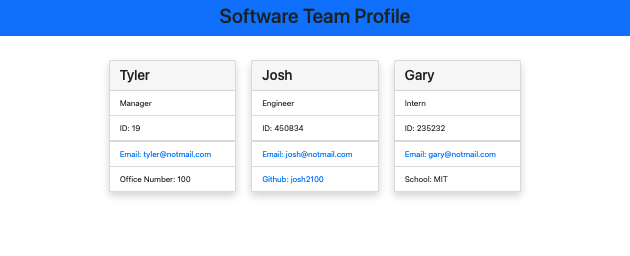 Software Team Profile
Tyler
Manager
ID: 19
Email: tyler@notmail.com
Office Number: 100
Josh
Engineer
ID: 450834
Email: josh@notmail.com
Github: josh2100
Gary
Intern
ID: 235232
Email: gary@notmail.com
School: MIT